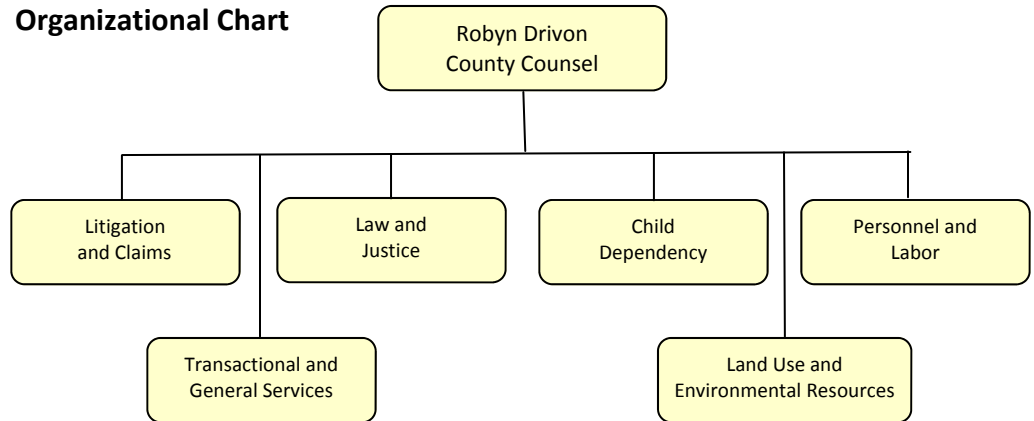 Organizational Chart
Robyn Drivon
County Counsel
Litigation
and Claims
Law and
Justice
Child
Dependency
Personnel and
Labor
Transactional and
General Services
Land Use and
Environmental Resources